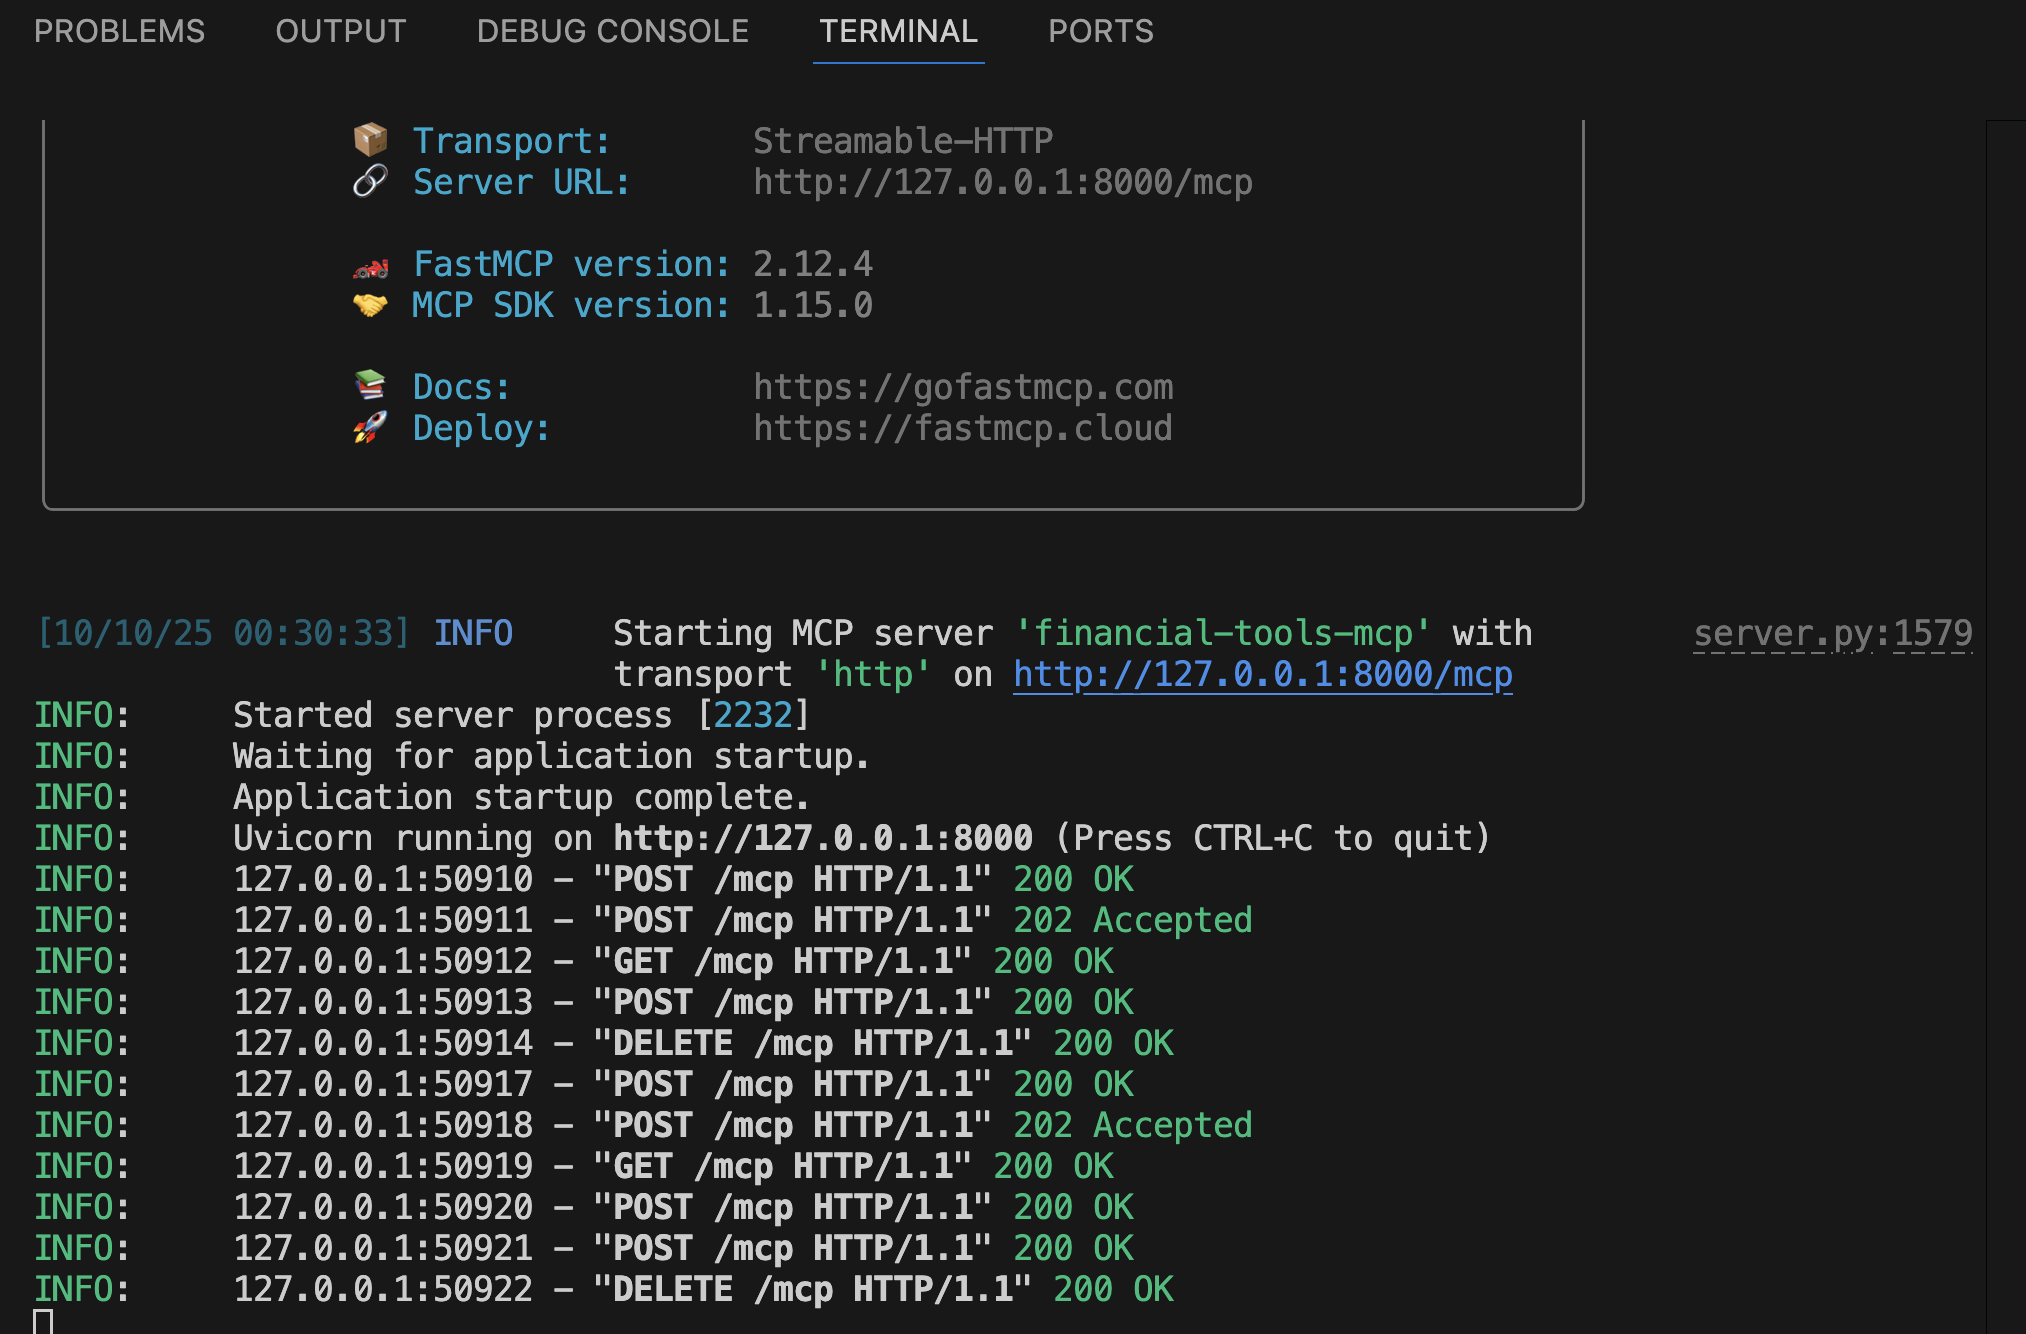 PROBLEMS OUTPUT DEBUG CONSOLE TERMINAL PORTS
📦 Transport: Streamable-HTTP
🔗 Server URL: http://127.0.0.1:8000/mcp
🏎️ FastMCP version: 2.12.4
🤝 MCP SDK version: 1.15.0
📚 Docs: https://gofastmcp.com
🚀 Deploy: https://fastmcp.cloud
[10/10/25 00:30:33] INFO Starting MCP server 'financial-tools-mcp' with server.py:1579
transport 'http' on http://127.0.0.1:8000/mcp
INFO: Started server process [2232]
INFO: Waiting for application startup.
INFO: Application startup complete.
INFO: Uvicorn running on http://127.0.0.1:8000 (Press CTRL+C to quit)
INFO: 127.0.0.1:50910 - "POST /mcp HTTP/1.1" 200 OK
INFO: 127.0.0.1:50911 - "POST /mcp HTTP/1.1" 202 Accepted
INFO: 127.0.0.1:50912 - "GET /mcp HTTP/1.1" 200 OK
INFO: 127.0.0.1:50913 - "POST /mcp HTTP/1.1" 200 OK
INFO: 127.0.0.1:50914 - "DELETE /mcp HTTP/1.1" 200 OK
INFO: 127.0.0.1:50917 - "POST /mcp HTTP/1.1" 200 OK
INFO: 127.0.0.1:50918 - "POST /mcp HTTP/1.1" 202 Accepted
INFO: 127.0.0.1:50919 - "GET /mcp HTTP/1.1" 200 OK
INFO: 127.0.0.1:50920 - "POST /mcp HTTP/1.1" 200 OK
INFO: 127.0.0.1:50921 - "POST /mcp HTTP/1.1" 200 OK
INFO: 127.0.0.1:50922 - "DELETE /mcp HTTP/1.1" 200 OK